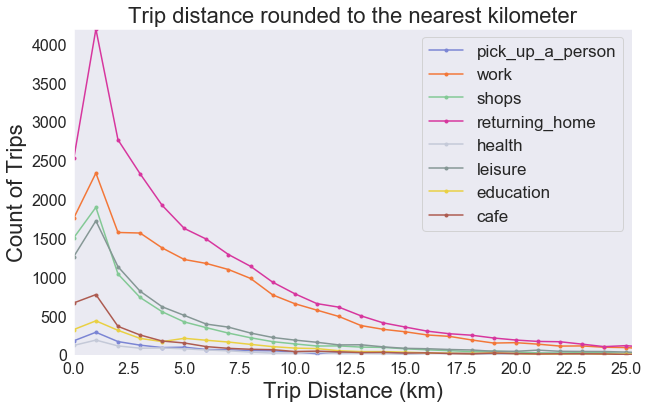 Trip distance rounded to the nearest kilometer
Count of Trips
4000
3500
3000
2500
2000
1500
1000
500
0
pick_up_a_person
work
shops
returning_home
health
leisure
education
cafe
0.0 2.5 5.0 7.5 10.0 12.5 15.0 17.5 20.0 22.5 25.0
Trip Distance (km)